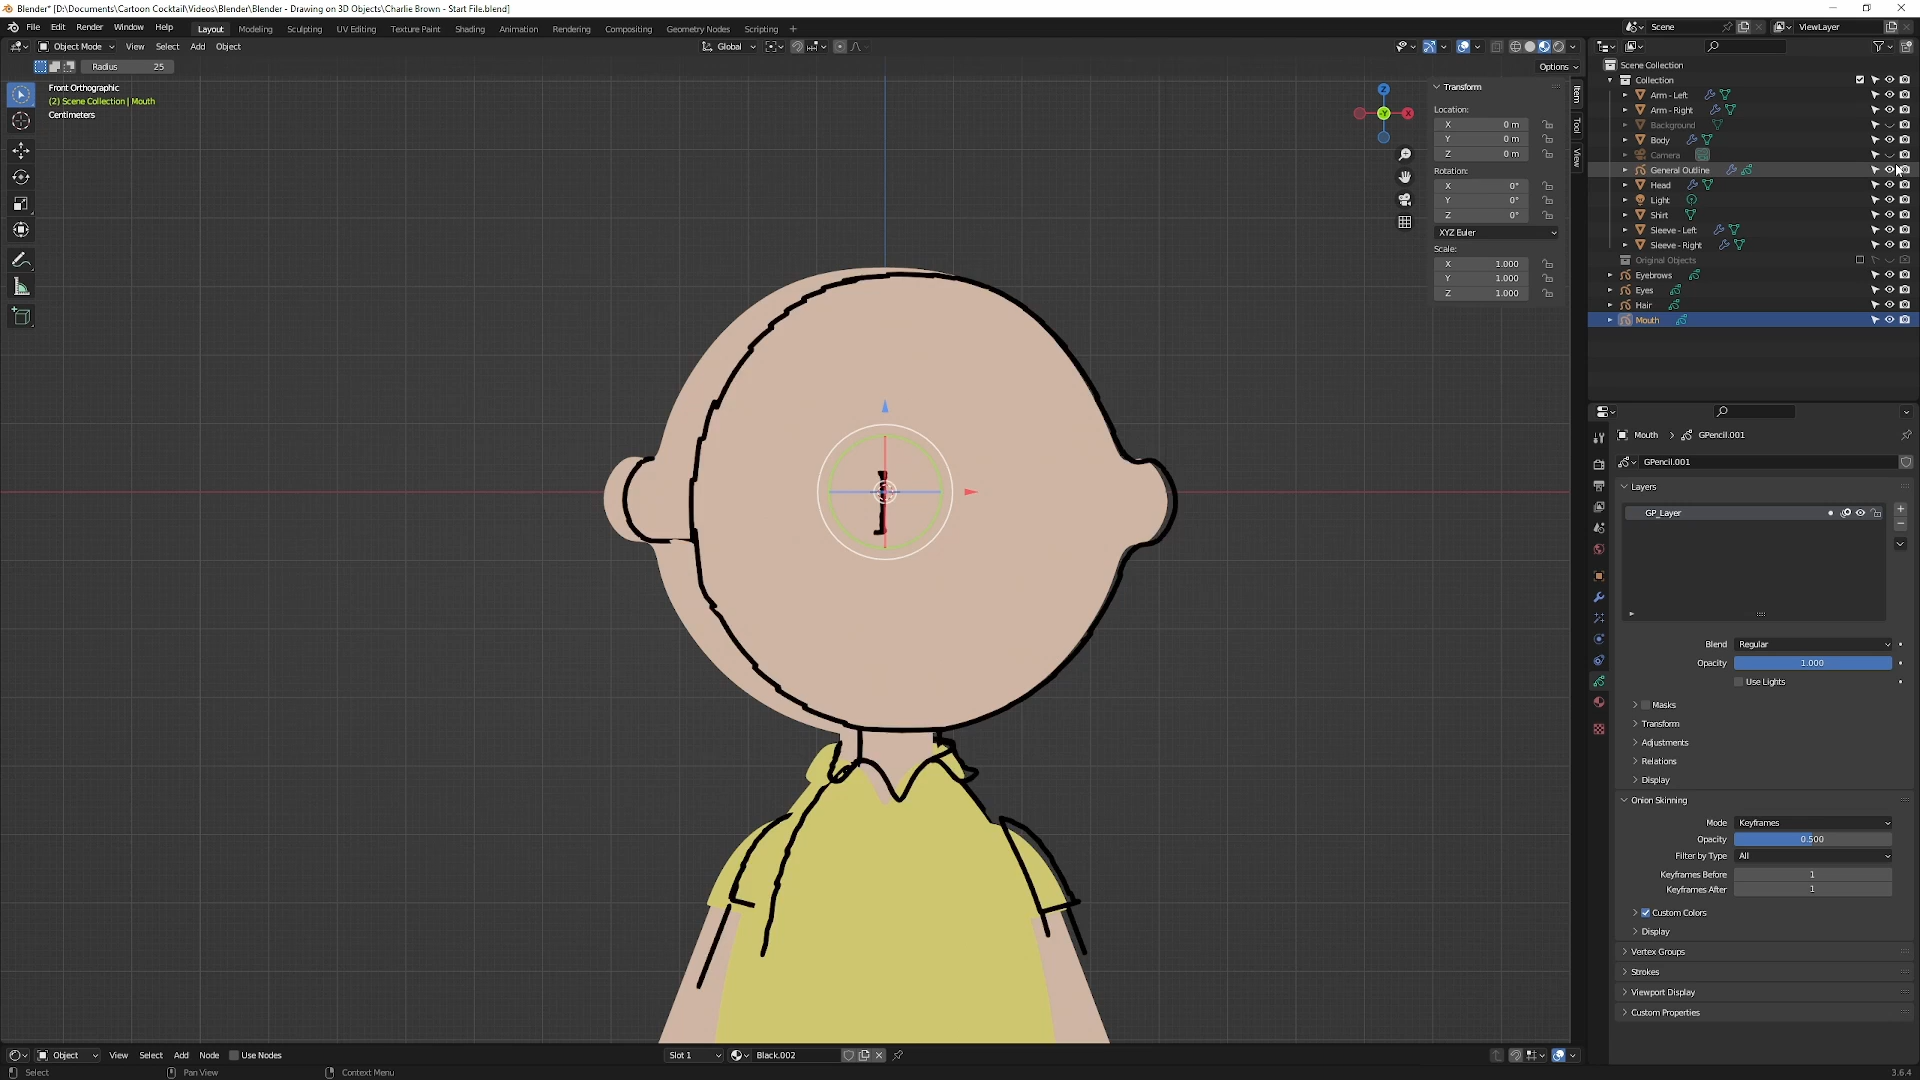 Blender* [D:\Documents\Cartoon Cocktail\Videos\Blender\Blender - Drawing on 3D Objects\Charlie Brown - Start File.blend]
File Edit Render Window Help Layout Modeling Sculpting UV Editing Texture Paint Shading Animation Rendering Compositing Geometry Nodes Scripting + Scene ViewLayer
Object Mode View Select Add Object Global
Radius 25 Options
Front Orthographic
(2) Scene Collection | Mouth
Centimeters
Z
X
-Y
Transform
Location:
X 0 m
Y 0 m
Z 0 m
Rotation:
X 0°
Y 0°
Z 0°
XYZ Euler
Scale:
X 1.000
Y 1.000
Z 1.000
Item
Tool
View
Scene Collection
Collection
Arm - Left
Arm - Right
Background
Body
Camera
General Outline
Head
Light
Shirt
Sleeve - Left
Sleeve - Right
Original Objects
Eyebrows
Eyes
Hair
Mouth
Mouth > GPencil.001
GPencil.001
Layers
GP_Layer
Blend Regular
Opacity 1.000
Use Lights
Masks
Transform
Adjustments
Relations
Display
Onion Skinning
Mode Keyframes
Opacity 0.500
Filter by Type All
Keyframes Before 1
Keyframes After 1
Custom Colors
Display
Vertex Groups
Strokes
Viewport Display
Custom Properties
Object View Select Add Node Use Nodes Slot 1 Black.002
Select Pan View Context Menu 3.6.4